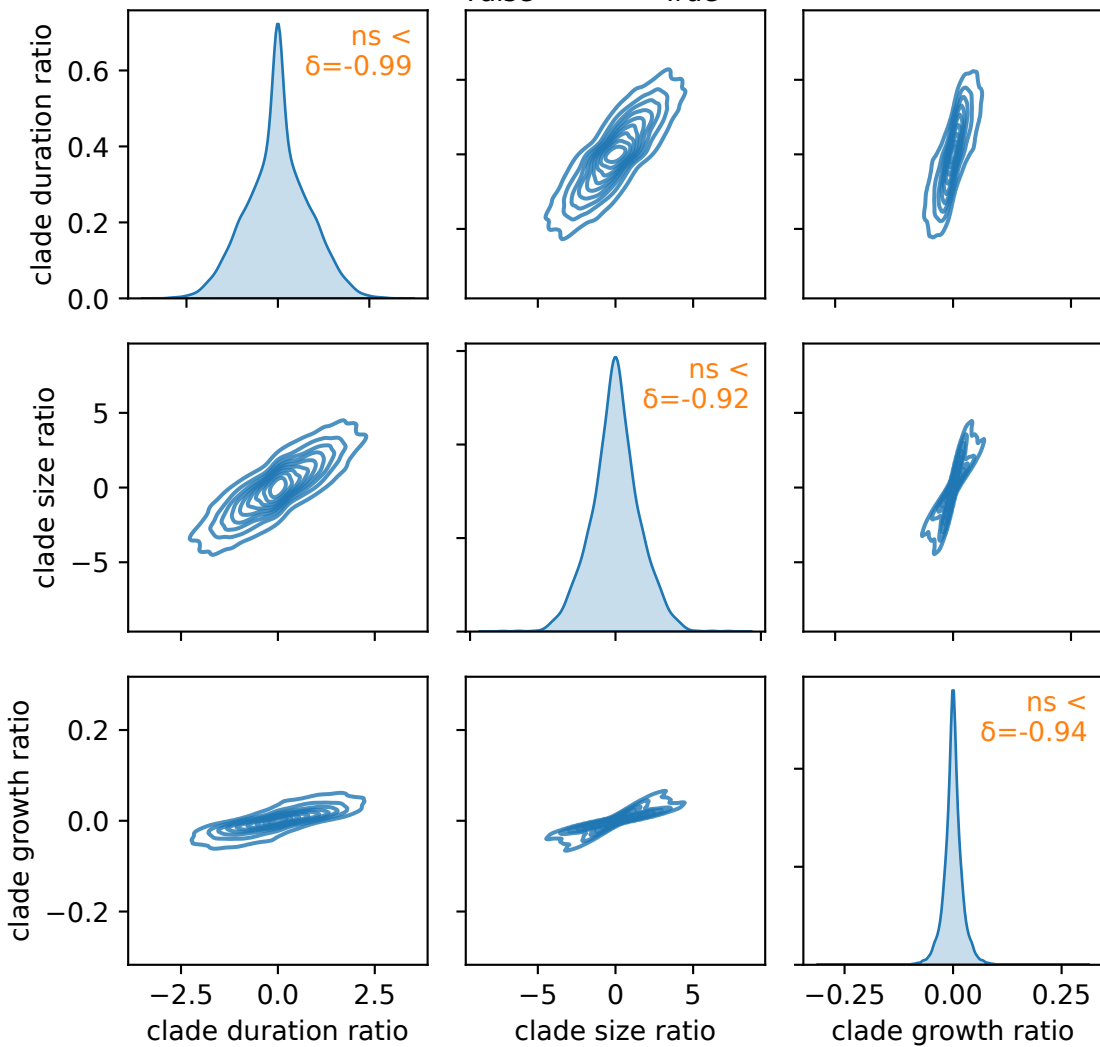 ns <
δ=-0.99
clade duration ratio
0.6
0.4
0.2
0.0
ns <
δ=-0.92
clade size ratio
5
0
−5
ns <
δ=-0.94
clade growth ratio
0.2
0.0
−0.2
−2.5 0.0 2.5
−5 0 5
−0.25 0.00 0.25
clade duration ratio
clade size ratio
clade growth ratio